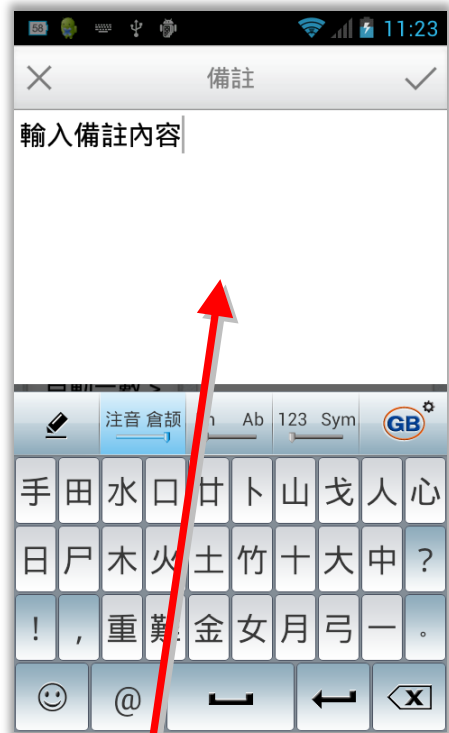 58 11:23
備註
輸入備註內容
注音 倉頡 Ab 123 Sym GB
手 田 水 口 廿 卜 山 戈 人 心
日 尸 木 火 土 竹 十 大 中 ?
! , 重 難 金 女 月 弓 一 。
@